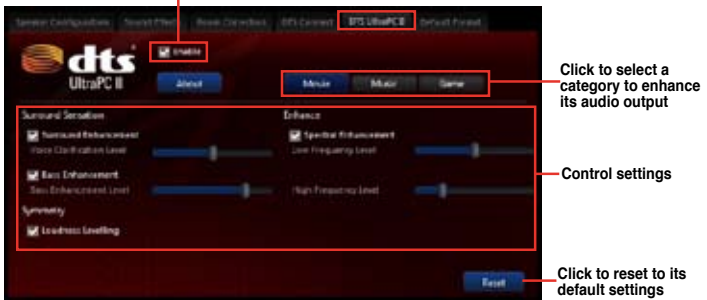 Speaker Configuration Sound Effects Room Correction DTS Connect DTS UltraPC II Default Format
Enable
dts
UltraPC II
About
Movie Music Game
Click to select a
category to enhance
its audio output
Surround Sensation
Enhance
Surround Enhancement
Spectral Enhancement
Voice Clarification Level
Low Frequency Level
Control settings
Bass Enhancement
Bass Enhancement Level
High Frequency Level
Symmetry
Loudness Levelling
Reset
Click to reset to its
default settings